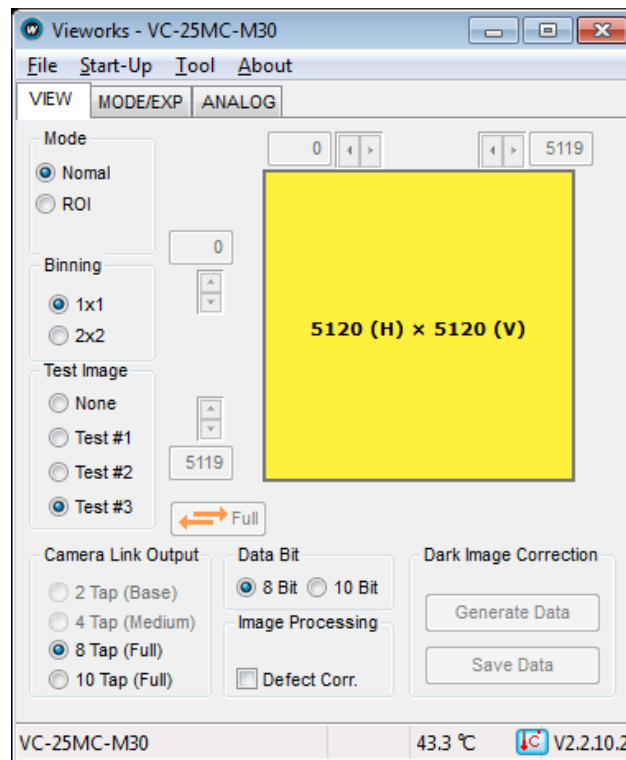 Vieworks - VC-25MC-M30
File Start-Up Tool About
VIEW MODE/EXP ANALOG
Mode
Nomal
ROI
0
5119
0
Binning
1x1
2x2
5120 (H) × 5120 (V)
Test Image
None
Test #1
Test #2
Test #3
5119
Full
Camera Link Output
2 Tap (Base)
4 Tap (Medium)
8 Tap (Full)
10 Tap (Full)
Data Bit
8 Bit 10 Bit
Image Processing
Defect Corr.
Dark Image Correction
Generate Data
Save Data
VC-25MC-M30 43.3 ℃ V2.2.10.2